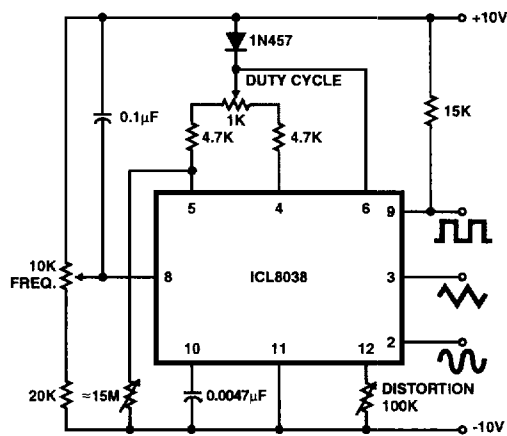 +10V
1N457
DUTY CYCLE
0.1µF
1K
15K
4.7K
4.7K
5
4
6
9
10K
FREQ.
8
ICL8038
3
2
10
11
12
20K
≈15M
0.0047µF
DISTORTION
100K
-10V